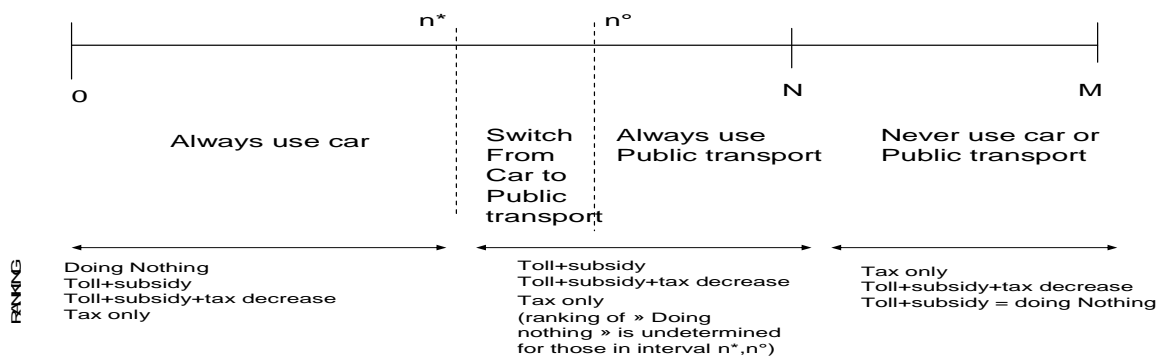 n* n°
0 N M
Always use car
Switch
From
Car to
Public
transport
Always use
Public transport
Never use car or
Public transport
RANKING
Doing Nothing
Toll+subsidy
Toll+subsidy+tax decrease
Tax only
Toll+subsidy
Toll+subsidy+tax decrease
Tax only
(ranking of » Doing
nothing » is undetermined
for those in interval n*,n°)
Tax only
Toll+subsidy+tax decrease
Toll+subsidy = doing Nothing